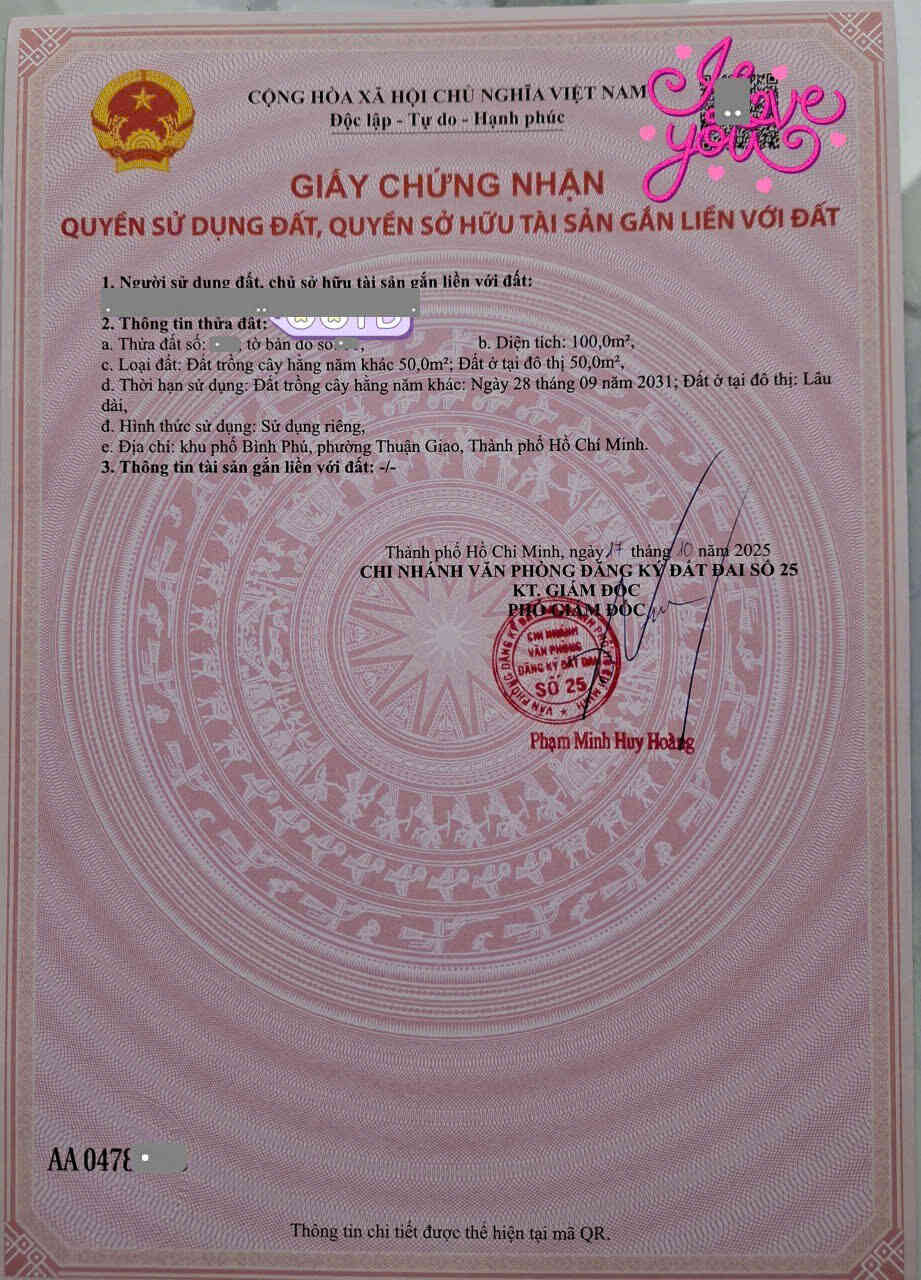 CỘNG HÒA XÃ HỘI CHỦ NGHĨA VIỆT NAM
Độc lập - Tự do - Hạnh phúc
I love you
GIẤY CHỨNG NHẬN
QUYỀN SỬ DỤNG ĐẤT, QUYỀN SỞ HỮU TÀI SẢN GẮN LIỀN VỚI ĐẤT
1. Người sử dụng đất, chủ sở hữu tài sản gắn liền với đất:
2. Thông tin thửa đất:
a. Thửa đất số: , tờ bản đồ số: , b. Diện tích: 100,0m²,
c. Loại đất: Đất trồng cây hằng năm khác 50,0m²; Đất ở tại đô thị 50,0m²,
d. Thời hạn sử dụng: Đất trồng cây hằng năm khác: Ngày 28 tháng 09 năm 2031; Đất ở tại đô thị: Lâu
dài,
đ. Hình thức sử dụng: Sử dụng riêng,
e. Địa chỉ: khu phố Bình Phú, phường Thuận Giao, Thành phố Hồ Chí Minh.
3. Thông tin tài sản gắn liền với đất: -/-
Thành phố Hồ Chí Minh, ngày 17 tháng 10 năm 2025
CHI NHÁNH VĂN PHÒNG ĐĂNG KÝ ĐẤT ĐAI SỐ 25
KT. GIÁM ĐỐC
PHÓ GIÁM ĐỐC
CHI NHÁNH
VĂN PHÒNG
ĐĂNG KÝ ĐẤT ĐAI
SỐ 25
Phạm Minh Huy Hoàng
AA 0478
Thông tin chi tiết được thể hiện tại mã QR.